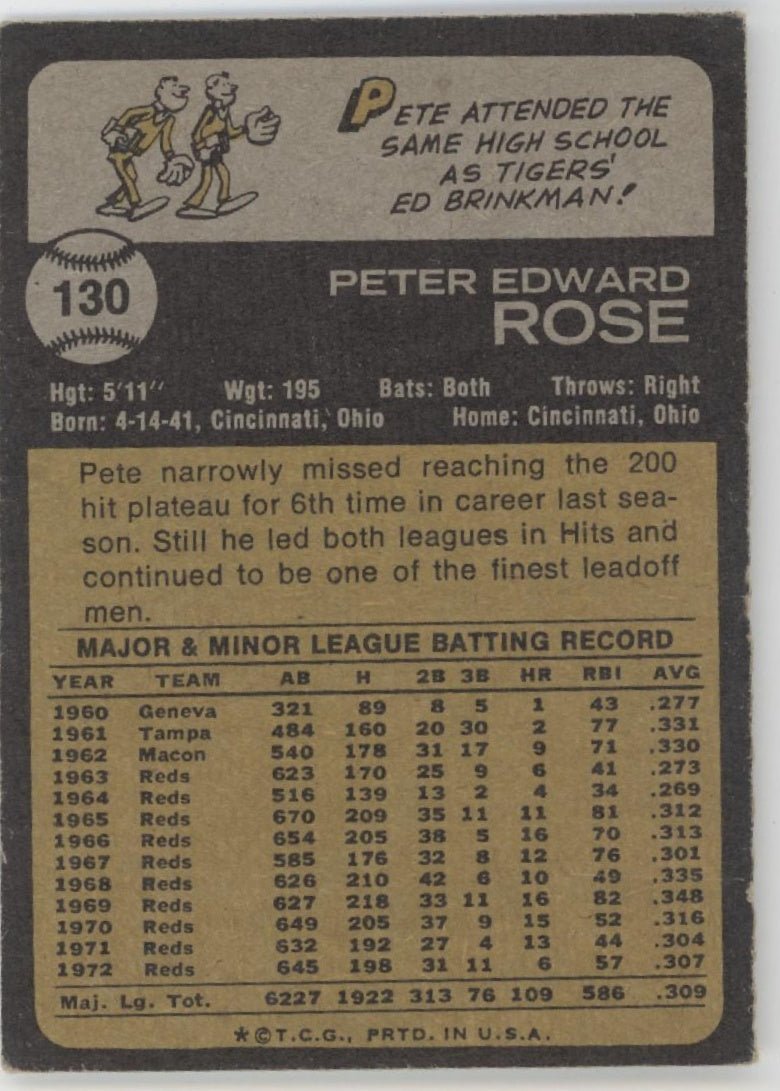 PETE ATTENDED THE
SAME HIGH SCHOOL
AS TIGERS'
ED BRINKMAN!
130
PETER EDWARD
ROSE
Hgt: 5'11" Wgt: 195 Bats: Both Throws: Right
Born: 4-14-41, Cincinnati, Ohio Home: Cincinnati, Ohio
Pete narrowly missed reaching the 200
hit plateau for 6th time in career last sea-
son. Still he led both leagues in Hits and
continued to be one of the finest leadoff
men.
MAJOR & MINOR LEAGUE BATTING RECORD
YEAR TEAM AB H 2B 3B HR RBI AVG
1960 Geneva 321 89 8 5 1 43 .277
1961 Tampa 484 160 20 30 2 77 .331
1962 Macon 540 178 31 17 9 71 .330
1963 Reds 623 170 25 9 6 41 .273
1964 Reds 516 139 13 2 4 34 .269
1965 Reds 670 209 35 11 11 81 .312
1966 Reds 654 205 38 5 16 70 .313
1967 Reds 585 176 32 8 12 76 .301
1968 Reds 626 210 42 6 10 49 .335
1969 Reds 627 218 33 11 16 82 .348
1970 Reds 649 205 37 9 15 52 .316
1971 Reds 632 192 27 4 13 44 .304
1972 Reds 645 198 31 11 6 57 .307
Maj. Lg. Tot. 6227 1922 313 76 109 586 .309
*©T.C.G., PRTD. IN U.S.A.